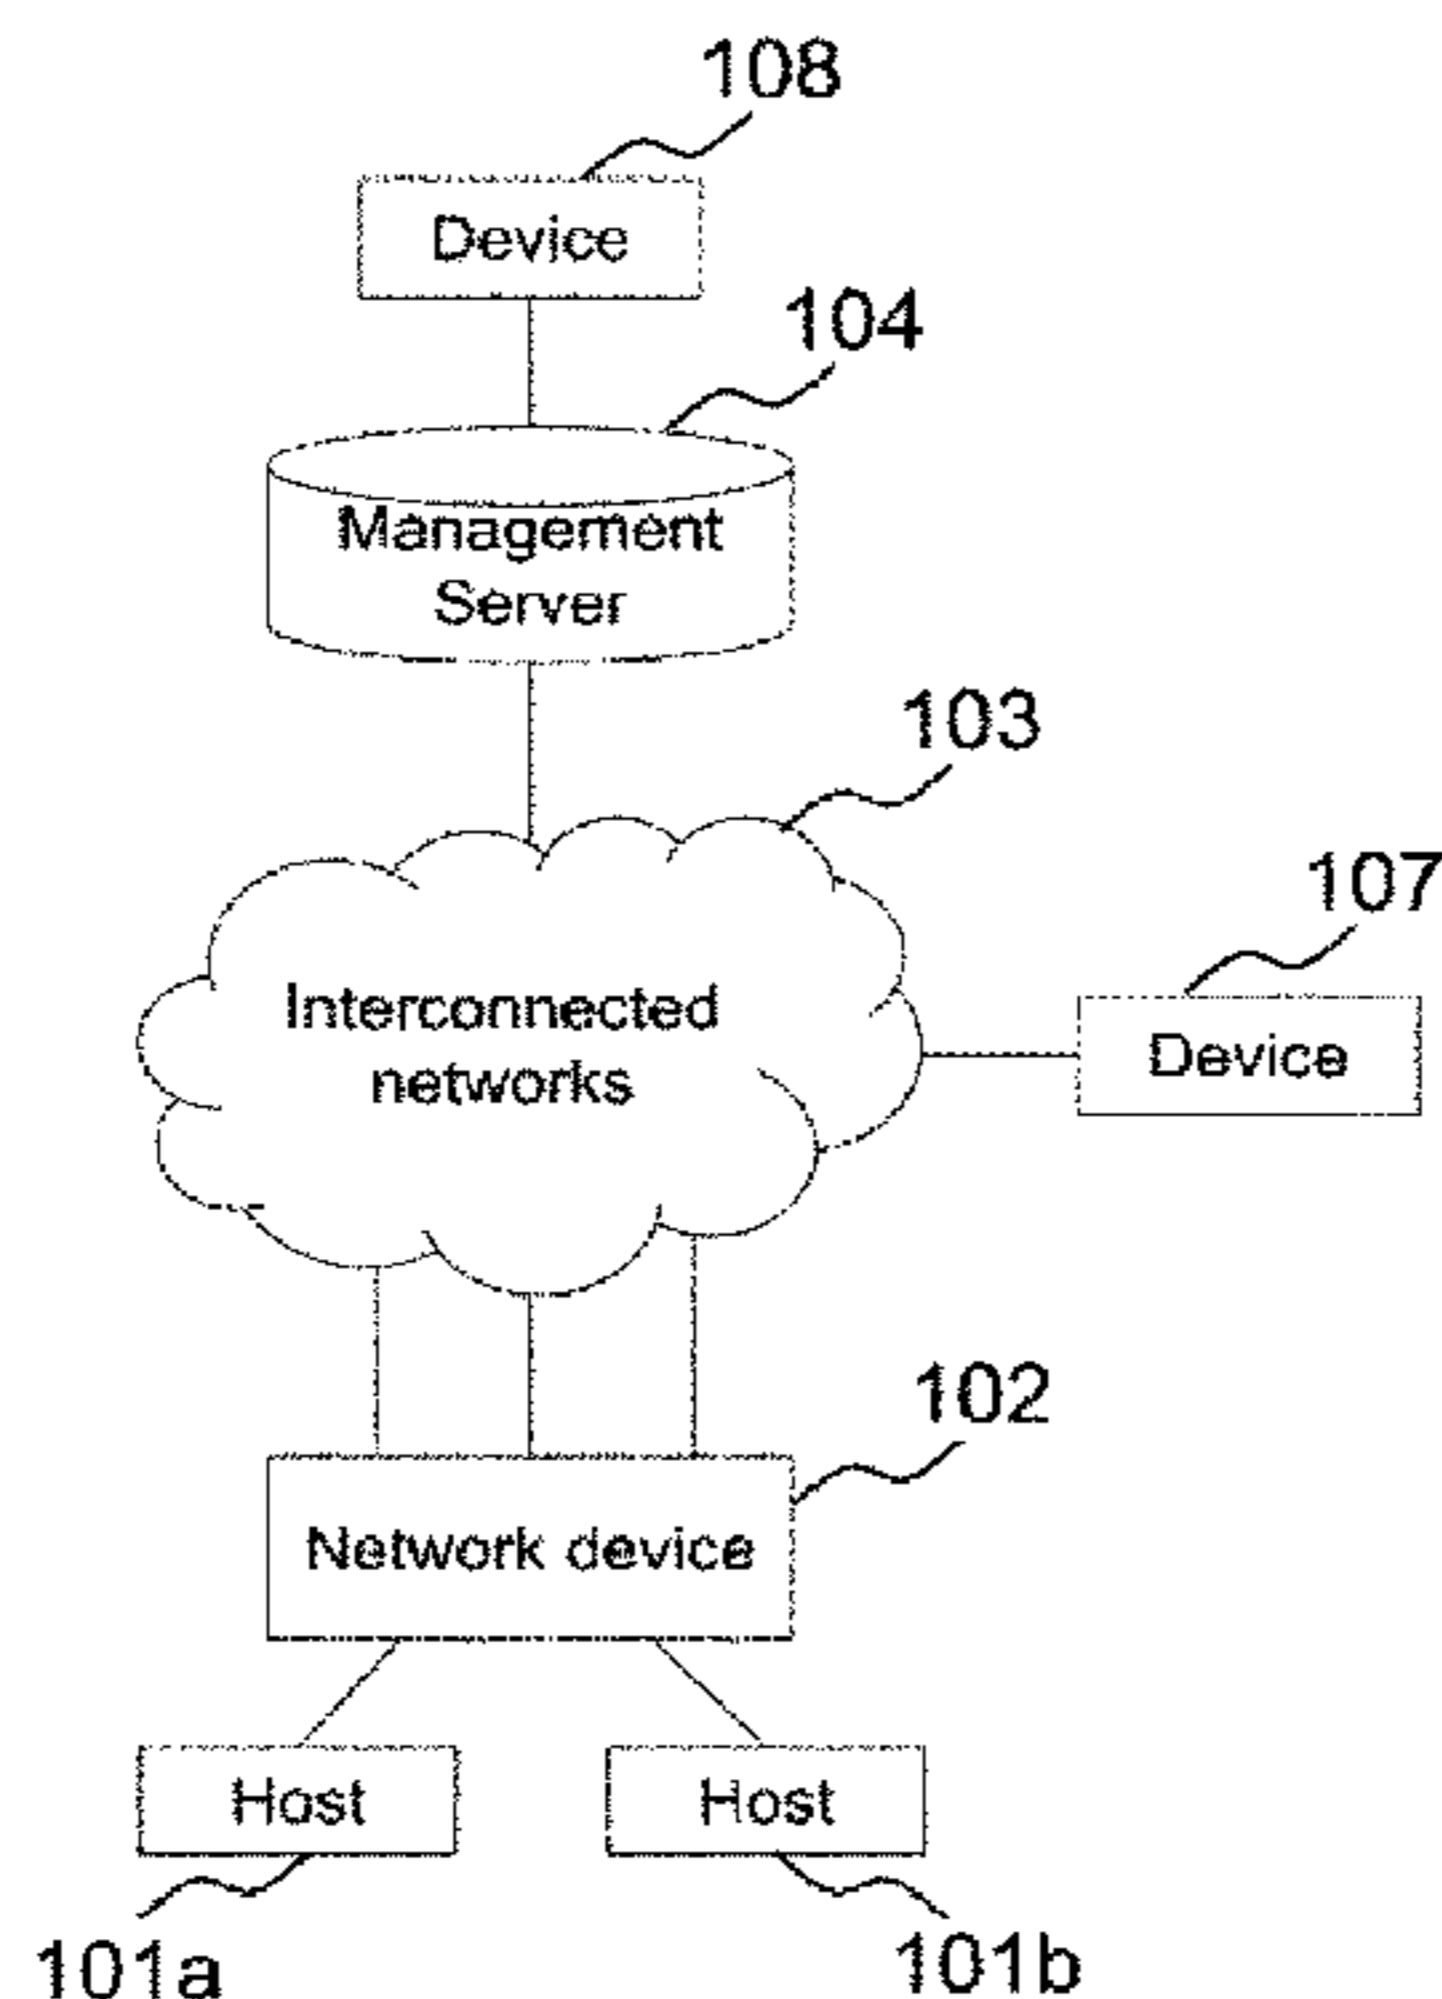 108
Device
104
Management
Server
103
107
Interconnected
networks
Device
102
Network device
Host
Host
101a
101b